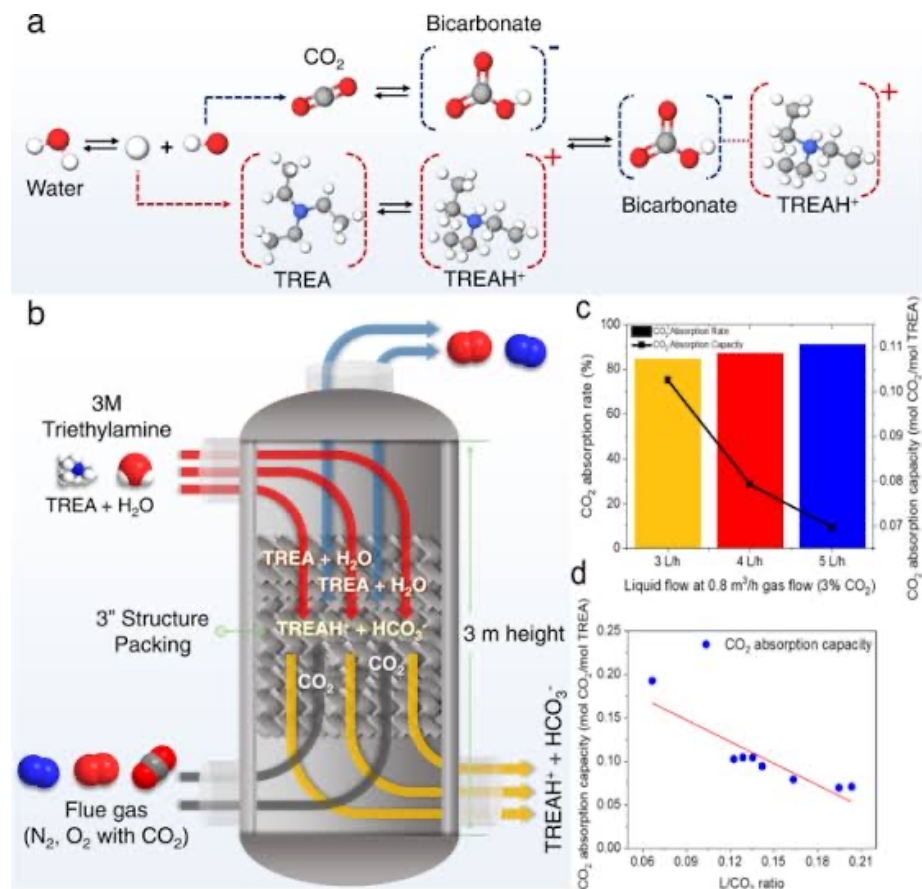 a
Bicarbonate
CO₂
-
+
-
+
+
Water
TREA
TREAH⁺
Bicarbonate
TREAH⁺
b
3M
Triethylamine
TREA + H₂O
TREA + H₂O
TREA + H₂O
3" Structure
Packing
TREAH⁺ + HCO₃⁻
CO₂
CO₂
3 m height
Flue gas
(N₂, O₂ with CO₂)
TREAH⁺ + HCO₃⁻
c
CO₂ Absorption Rate
CO₂ Absorption Capacity
CO₂ absorption rate (%)
100
80
60
40
20
0
CO₂ absorption capacity (mol CO₂/mol TREA)
0.11
0.10
0.09
0.08
0.07
3 L/h
4 L/h
5 L/h
Liquid flow at 0.8 m³/h gas flow (3% CO₂)
d
CO₂ absorption capacity
CO₂ absorption capacity (mol CO₂/mol TREA)
0.25
0.20
0.15
0.10
0.05
0.00
0.06
0.09
0.12
0.15
0.18
0.21
L/CO₂ ratio